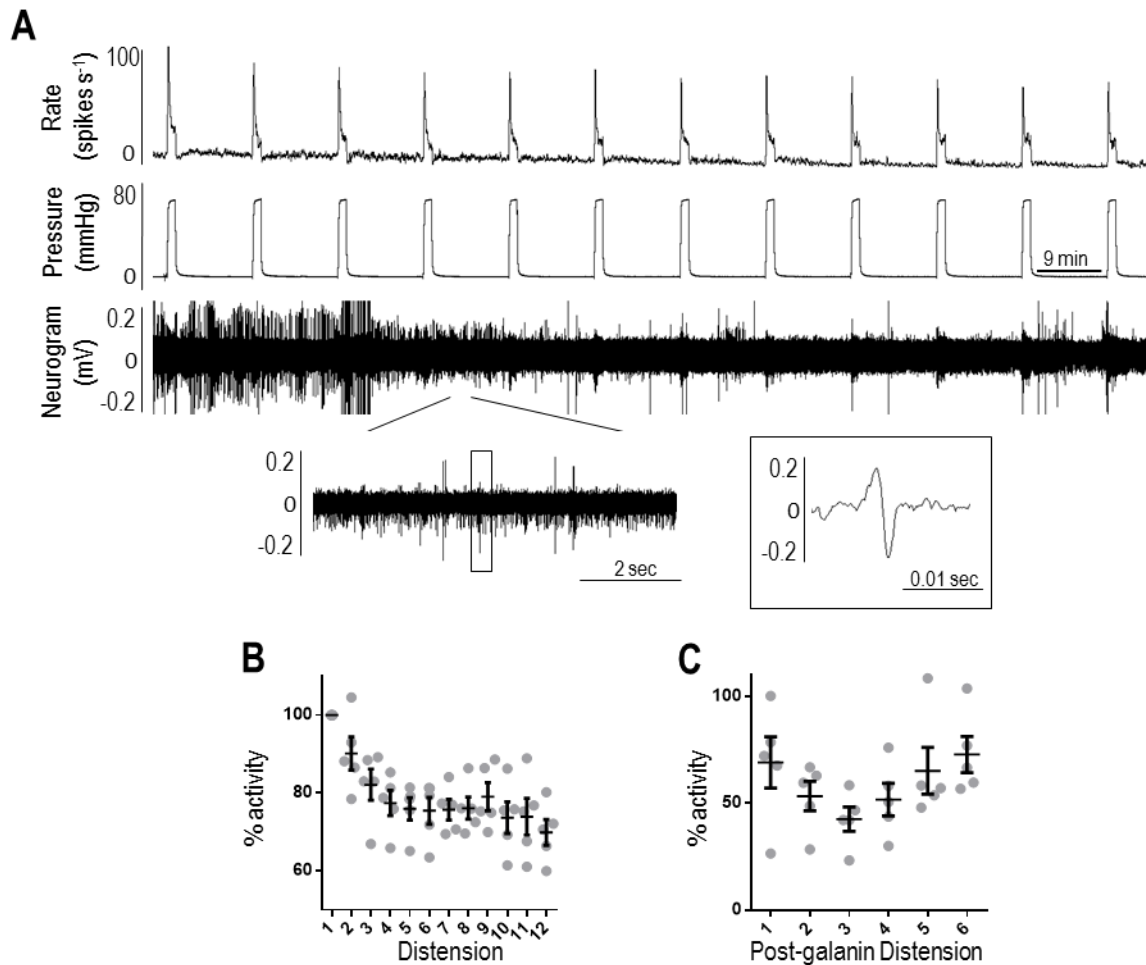 A
100
Rate
(spikes s⁻¹)
0
80
Pressure
(mmHg)
0
9 min
0.2
Neurogram
(mV)
0
-0.2
0.2
0
-0.2
2 sec
0.2
0
-0.2
0.01 sec
B
100
% activity
80
60
1 2 3 4 5 6 7 8 9 10 11 12
Distension
C
100
% activity
50
0
1 2 3 4 5 6
Post-galanin Distension